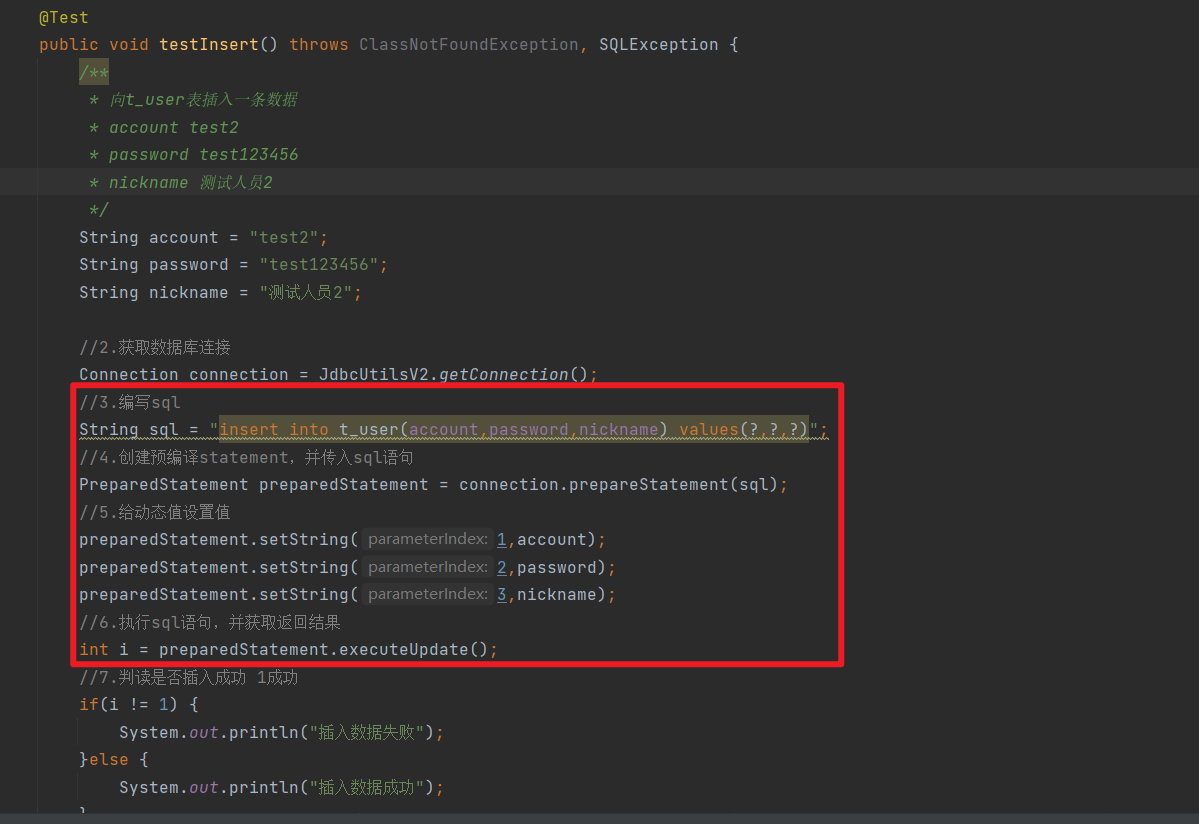 @Test
public void testInsert() throws ClassNotFoundException, SQLException {
/**
* 向t_user表插入一条数据
* account test2
* password test123456
* nickname 测试人员2
*/
String account = "test2";
String password = "test123456";
String nickname = "测试人员2";
//2.获取数据库连接
Connection connection = JdbcUtilsV2.getConnection();
//3.编写sql
String sql = "insert into t_user(account,password,nickname) values(?,?,?)";
//4.创建预编译statement，并传入sql语句
PreparedStatement preparedStatement = connection.prepareStatement(sql);
//5.给动态值设置值
preparedStatement.setString( parameterIndex: 1,account);
preparedStatement.setString( parameterIndex: 2,password);
preparedStatement.setString( parameterIndex: 3,nickname);
//6.执行sql语句，并获取返回结果
int i = preparedStatement.executeUpdate();
//7.判读是否插入成功 1成功
if(i != 1) {
System.out.println("插入数据失败");
}else {
System.out.println("插入数据成功");
}